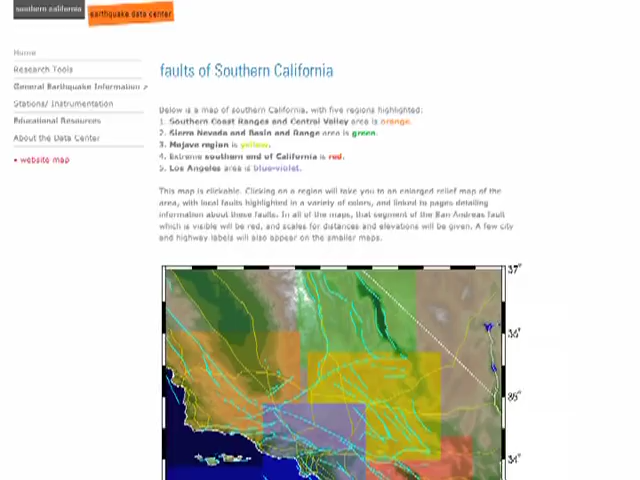 southern california
earthquake data center
Home
Research Tools
General Earthquake Information
Stations/ Instrumentation
Educational Resources
About the Data Center
• website map
faults of Southern California
Below is a map of southern California, with five regions highlighted:
1. Southern Coast Ranges and Central Valley area is orange.
2. Sierra Nevada and Basin and Range area is green.
3. Mojave region is yellow.
4. Extreme southern end of California is red.
5. Los Angeles area is blue-violet.
This map is clickable. Clicking on a region will take you to an enlarged relief map of the
area, with local faults highlighted in a variety of colors, and linked to pages detailing
information about those faults. In all of the maps, that segment of the San Andreas fault
which is visible will be red, and scales for distances and elevations will be given. A few city
and highway labels will also appear on the smaller maps.
37°
36°
35°
34°